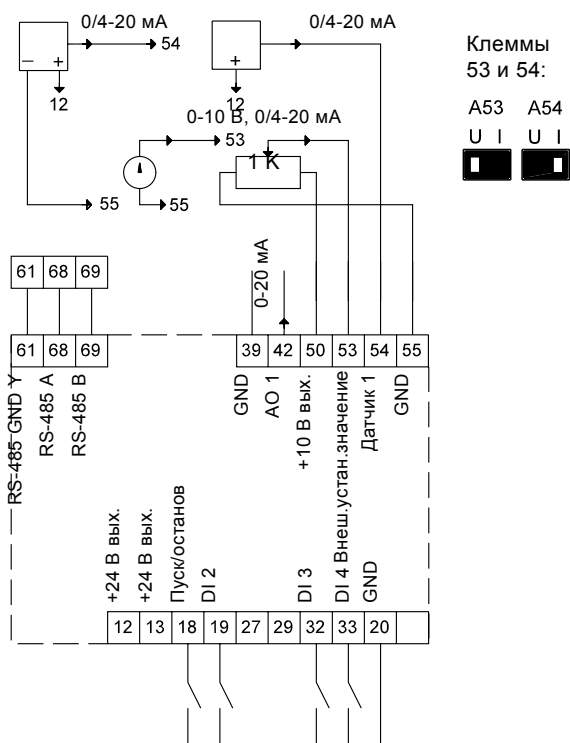 0/4-20 мА
0/4-20 мА
54
12
12
Клеммы
53 и 54:
A53 A54
U I U I
0-10 В, 0/4-20 мА
53
1 K
55
55
0-20 мА
61 68 69
61 68 69
39 42 50 53 54 55
RS-485 GND Y
RS-485 A
RS-485 B
GND
AO 1
+10 В вых.
Внеш.устан.значение
Датчик 1
GND
+24 В вых.
+24 В вых.
Пуск/останов
DI 2
DI 3
DI 4
GND
12 13 18 19 27 29 32 33 20